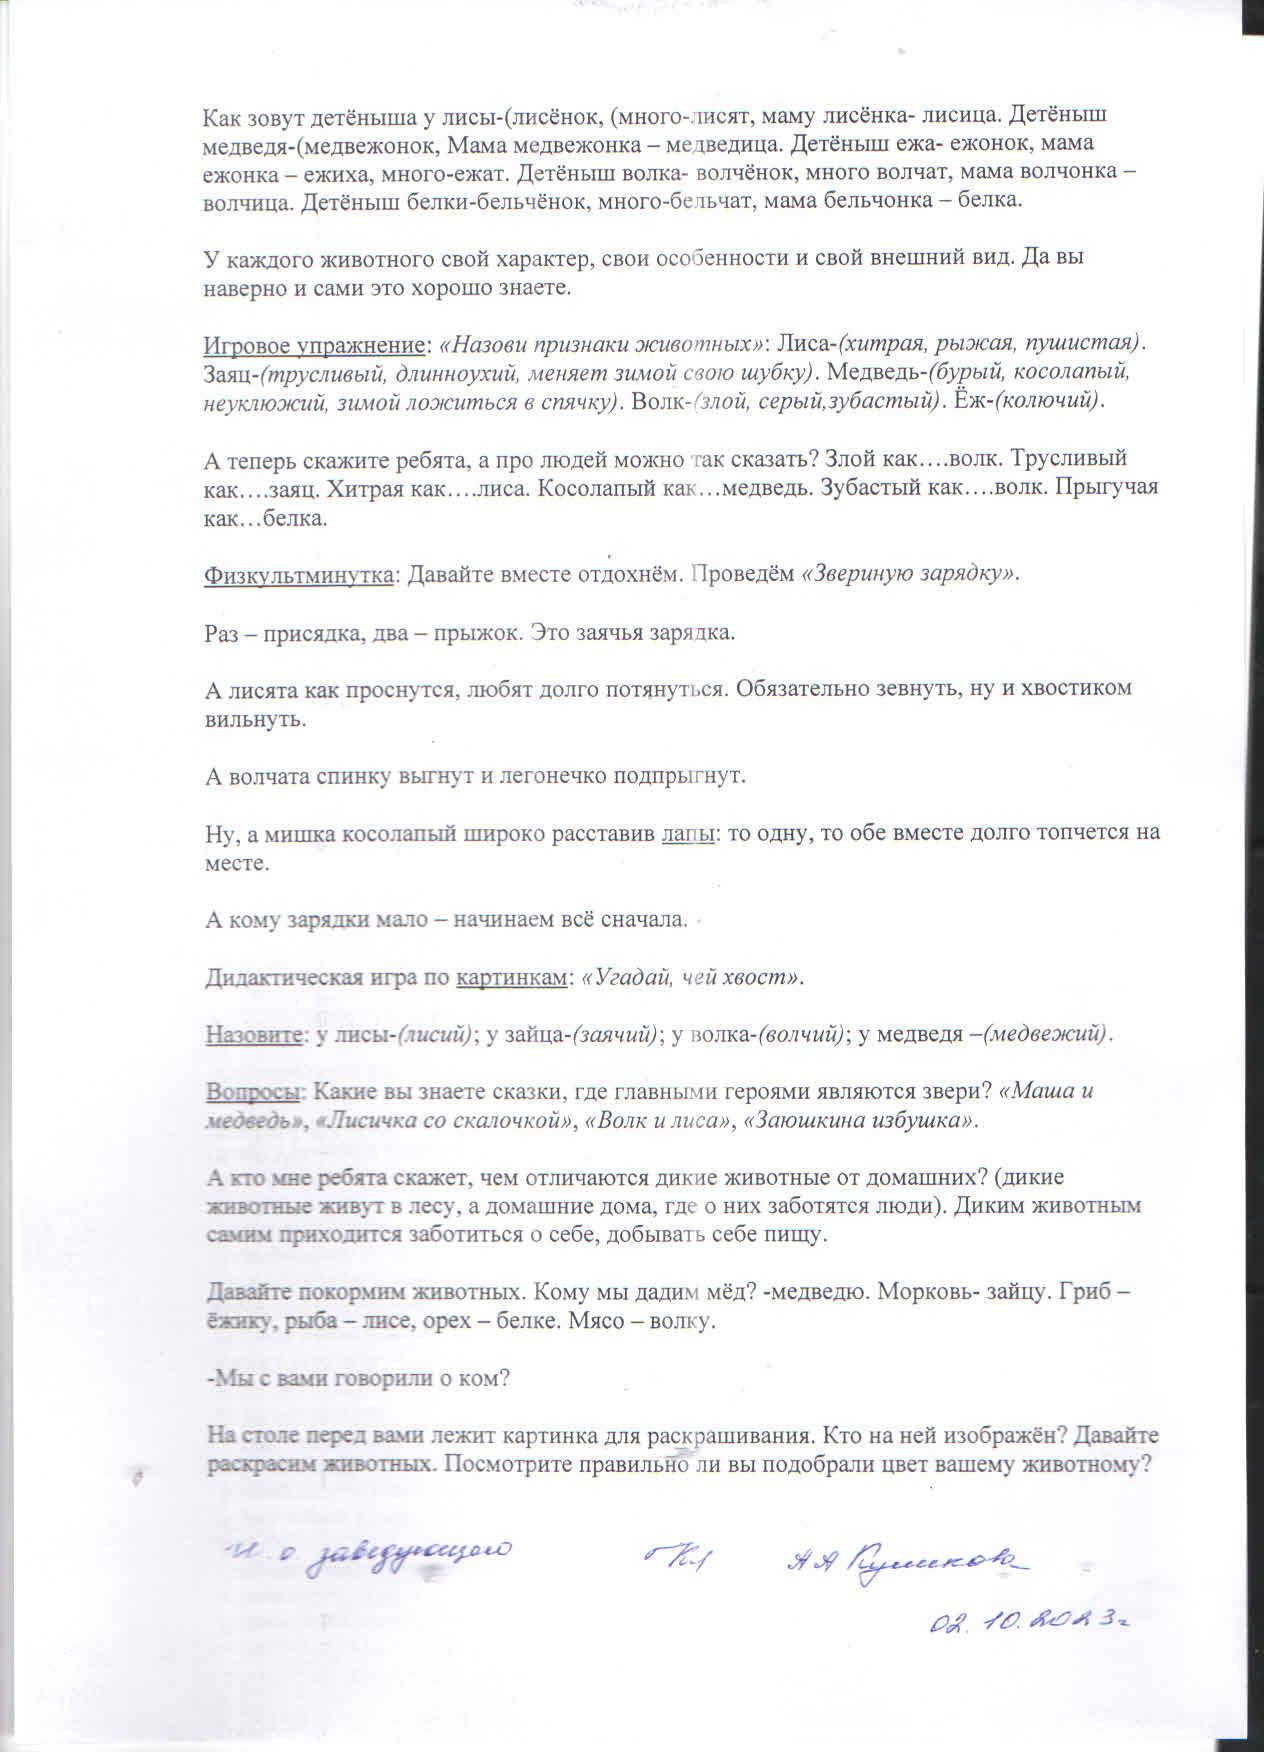 Как зовут детёныша у лисы-(лисёнок, (много-лисят, маму лисёнка- лисица. Детёныш
медведя-(медвежонок, Мама медвежонка – медведица. Детёныш ежа- ежонок, мама
ежонка – ежиха, много-ежат. Детёныш волка- волчёнок, много волчат, мама волчонка –
волчица. Детёныш белки-бельчёнок, много-бельчат, мама бельчонка – белка.
У каждого животного свой характер, свои особенности и свой внешний вид. Да вы
наверно и сами это хорошо знаете.
Игровое упражнение: «Назови признаки животных»: Лиса-(хитрая, рыжая, пушистая).
Заяц-(трусливый, длинноухий, меняет зимой свою шубку). Медведь-(бурый, косолапый,
неуклюжий, зимой ложиться в спячку). Волк-(злой, серый,зубастый). Ёж-(колючий).
А теперь скажите ребята, а про людей можно так сказать? Злой как….волк. Трусливый
как….заяц. Хитрая как….лиса. Косолапый как…медведь. Зубастый как….волк. Прыгучая
как…белка.
Физкультминутка: Давайте вместе отдохнём. Проведём «Звериную зарядку».
Раз – присядка, два – прыжок. Это заячья зарядка.
А лисята как проснутся, любят долго потянуться. Обязательно зевнуть, ну и хвостиком
вильнуть.
А волчата спинку выгнут и легонечко подпрыгнут.
Ну, а мишка косолапый широко расставив лапы: то одну, то обе вместе долго топчется на
месте.
А кому зарядки мало – начинаем всё сначала.
Дидактическая игра по картинкам: «Угадай, чей хвост».
Назовите: у лисы-(лисий); у зайца-(заячий); у волка-(волчий); у медведя –(медвежий).
Вопросы: Какие вы знаете сказки, где главными героями являются звери? «Маша и
медведь», «Лисичка со скалочкой», «Волк и лиса», «Заюшкина избушка».
А кто мне ребята скажет, чем отличаются дикие животные от домашних? (дикие
животные живут в лесу, а домашние дома, где о них заботятся люди). Диким животным
самим приходится заботиться о себе, добывать себе пищу.
Давайте покормим животных. Кому мы дадим мёд? -медведю. Морковь- зайцу. Гриб –
ёжику, рыба – лисе, орех – белке. Мясо – волку.
-Мы с вами говорили о ком?
На столе перед вами лежит картинка для раскрашивания. Кто на ней изображён? Давайте
раскрасим животных. Посмотрите правильно ли вы подобрали цвет вашему животному?
И о заведующего А А Куликова
02.10.2023г